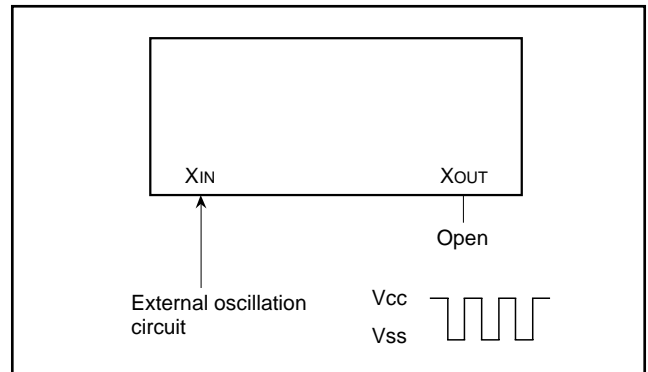 XIN
XOUT
Open
External oscillation
circuit
Vcc
Vss